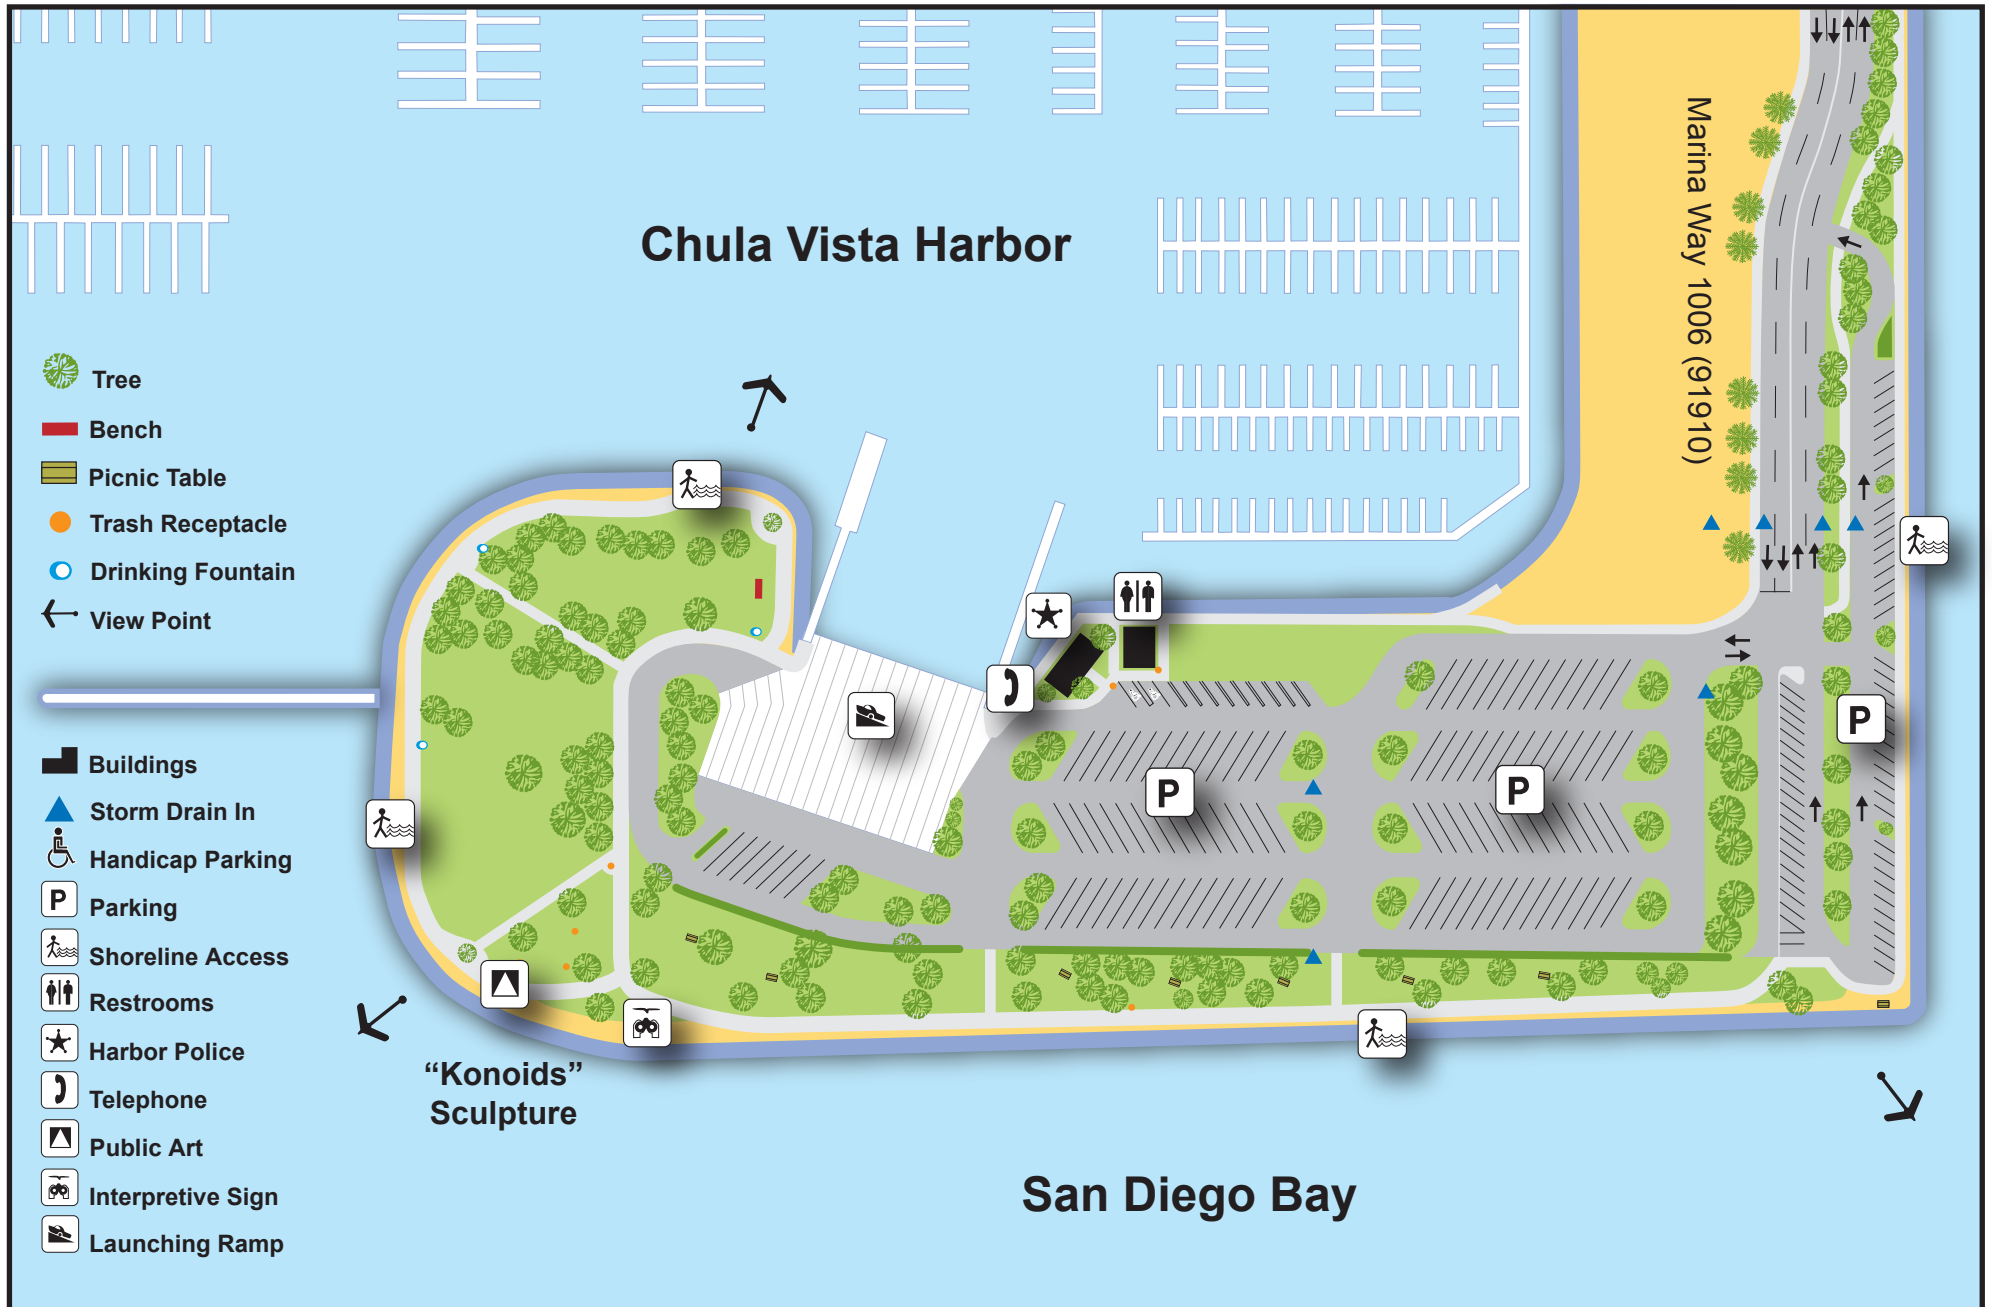 Chula Vista Harbor
Marina Way 1006 (91910)
Tree
Bench
Picnic Table
Trash Receptacle
Drinking Fountain
View Point
Buildings
Storm Drain In
Handicap Parking
P
Parking
Shoreline Access
Restrooms
Harbor Police
Telephone
Public Art
Interpretive Sign
Launching Ramp
P
P
P
“Konoids”
Sculpture
San Diego Bay